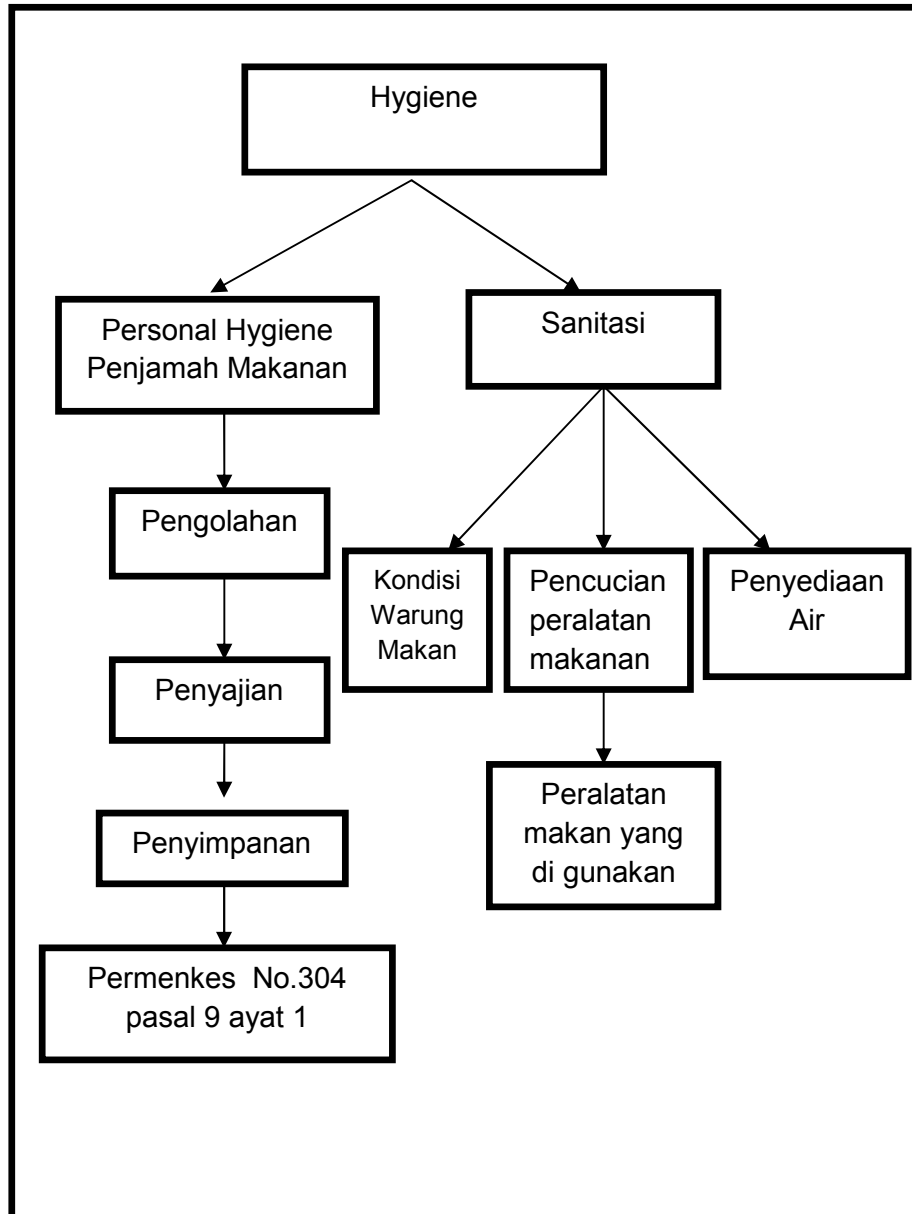 Hygiene
Personal Hygiene
Penjamah Makanan
Sanitasi
Pengolahan
Kondisi
Warung
Makan
Pencucian
peralatan
makanan
Penyediaan
Air
Penyajian
Peralatan
makan yang
di gunakan
Penyimpanan
Permenkes No.304
pasal 9 ayat 1